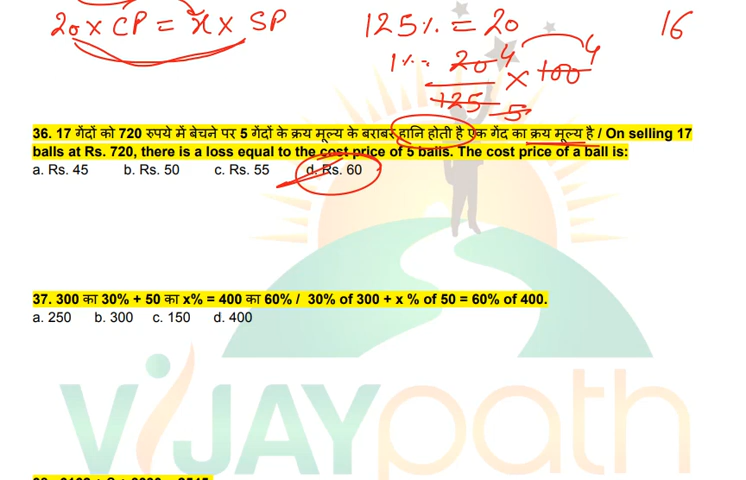 20 × CP = x × SP
125% = 20
16
1% = 20 4 × 100 4
125 5
36. 17 गेंदों को 720 रुपये में बेचने पर 5 गेंदों के क्रय मूल्य के बराबर हानि होती है एक गेंद का क्रय मूल्य है / On selling 17
balls at Rs. 720, there is a loss equal to the cost price of 5 balls. The cost price of a ball is:
a. Rs. 45 b. Rs. 50 c. Rs. 55 d. Rs. 60
37. 300 का 30% + 50 का x% = 400 का 60% / 30% of 300 + x % of 50 = 60% of 400.
a. 250 b. 300 c. 150 d. 400
ViJAYpath